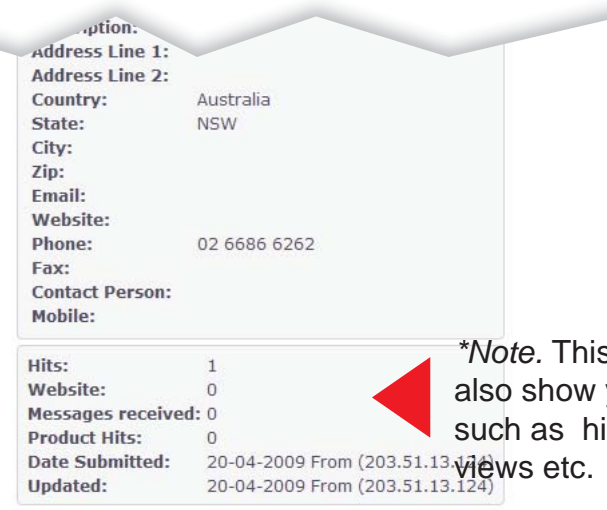 Address Line 1:
Address Line 2:
Country: Australia
State: NSW
City:
Zip:
Email:
Website:
Phone: 02 6686 6262
Fax:
Contact Person:
Mobile:
Hits: 1
Website: 0
Messages received: 0
Product Hits: 0
Date Submitted: 20-04-2009 From (203.51.13.124)
Updated: 20-04-2009 From (203.51.13.124)
*Note. This
also show
such as
views etc.